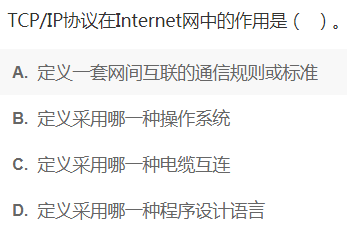 TCP/IP协议在Internet网中的作用是（　）。
A. 定义一套网间互联的通信规则或标准
B. 定义采用哪一种操作系统
C. 定义采用哪一种电缆互连
D. 定义采用哪一种程序设计语言